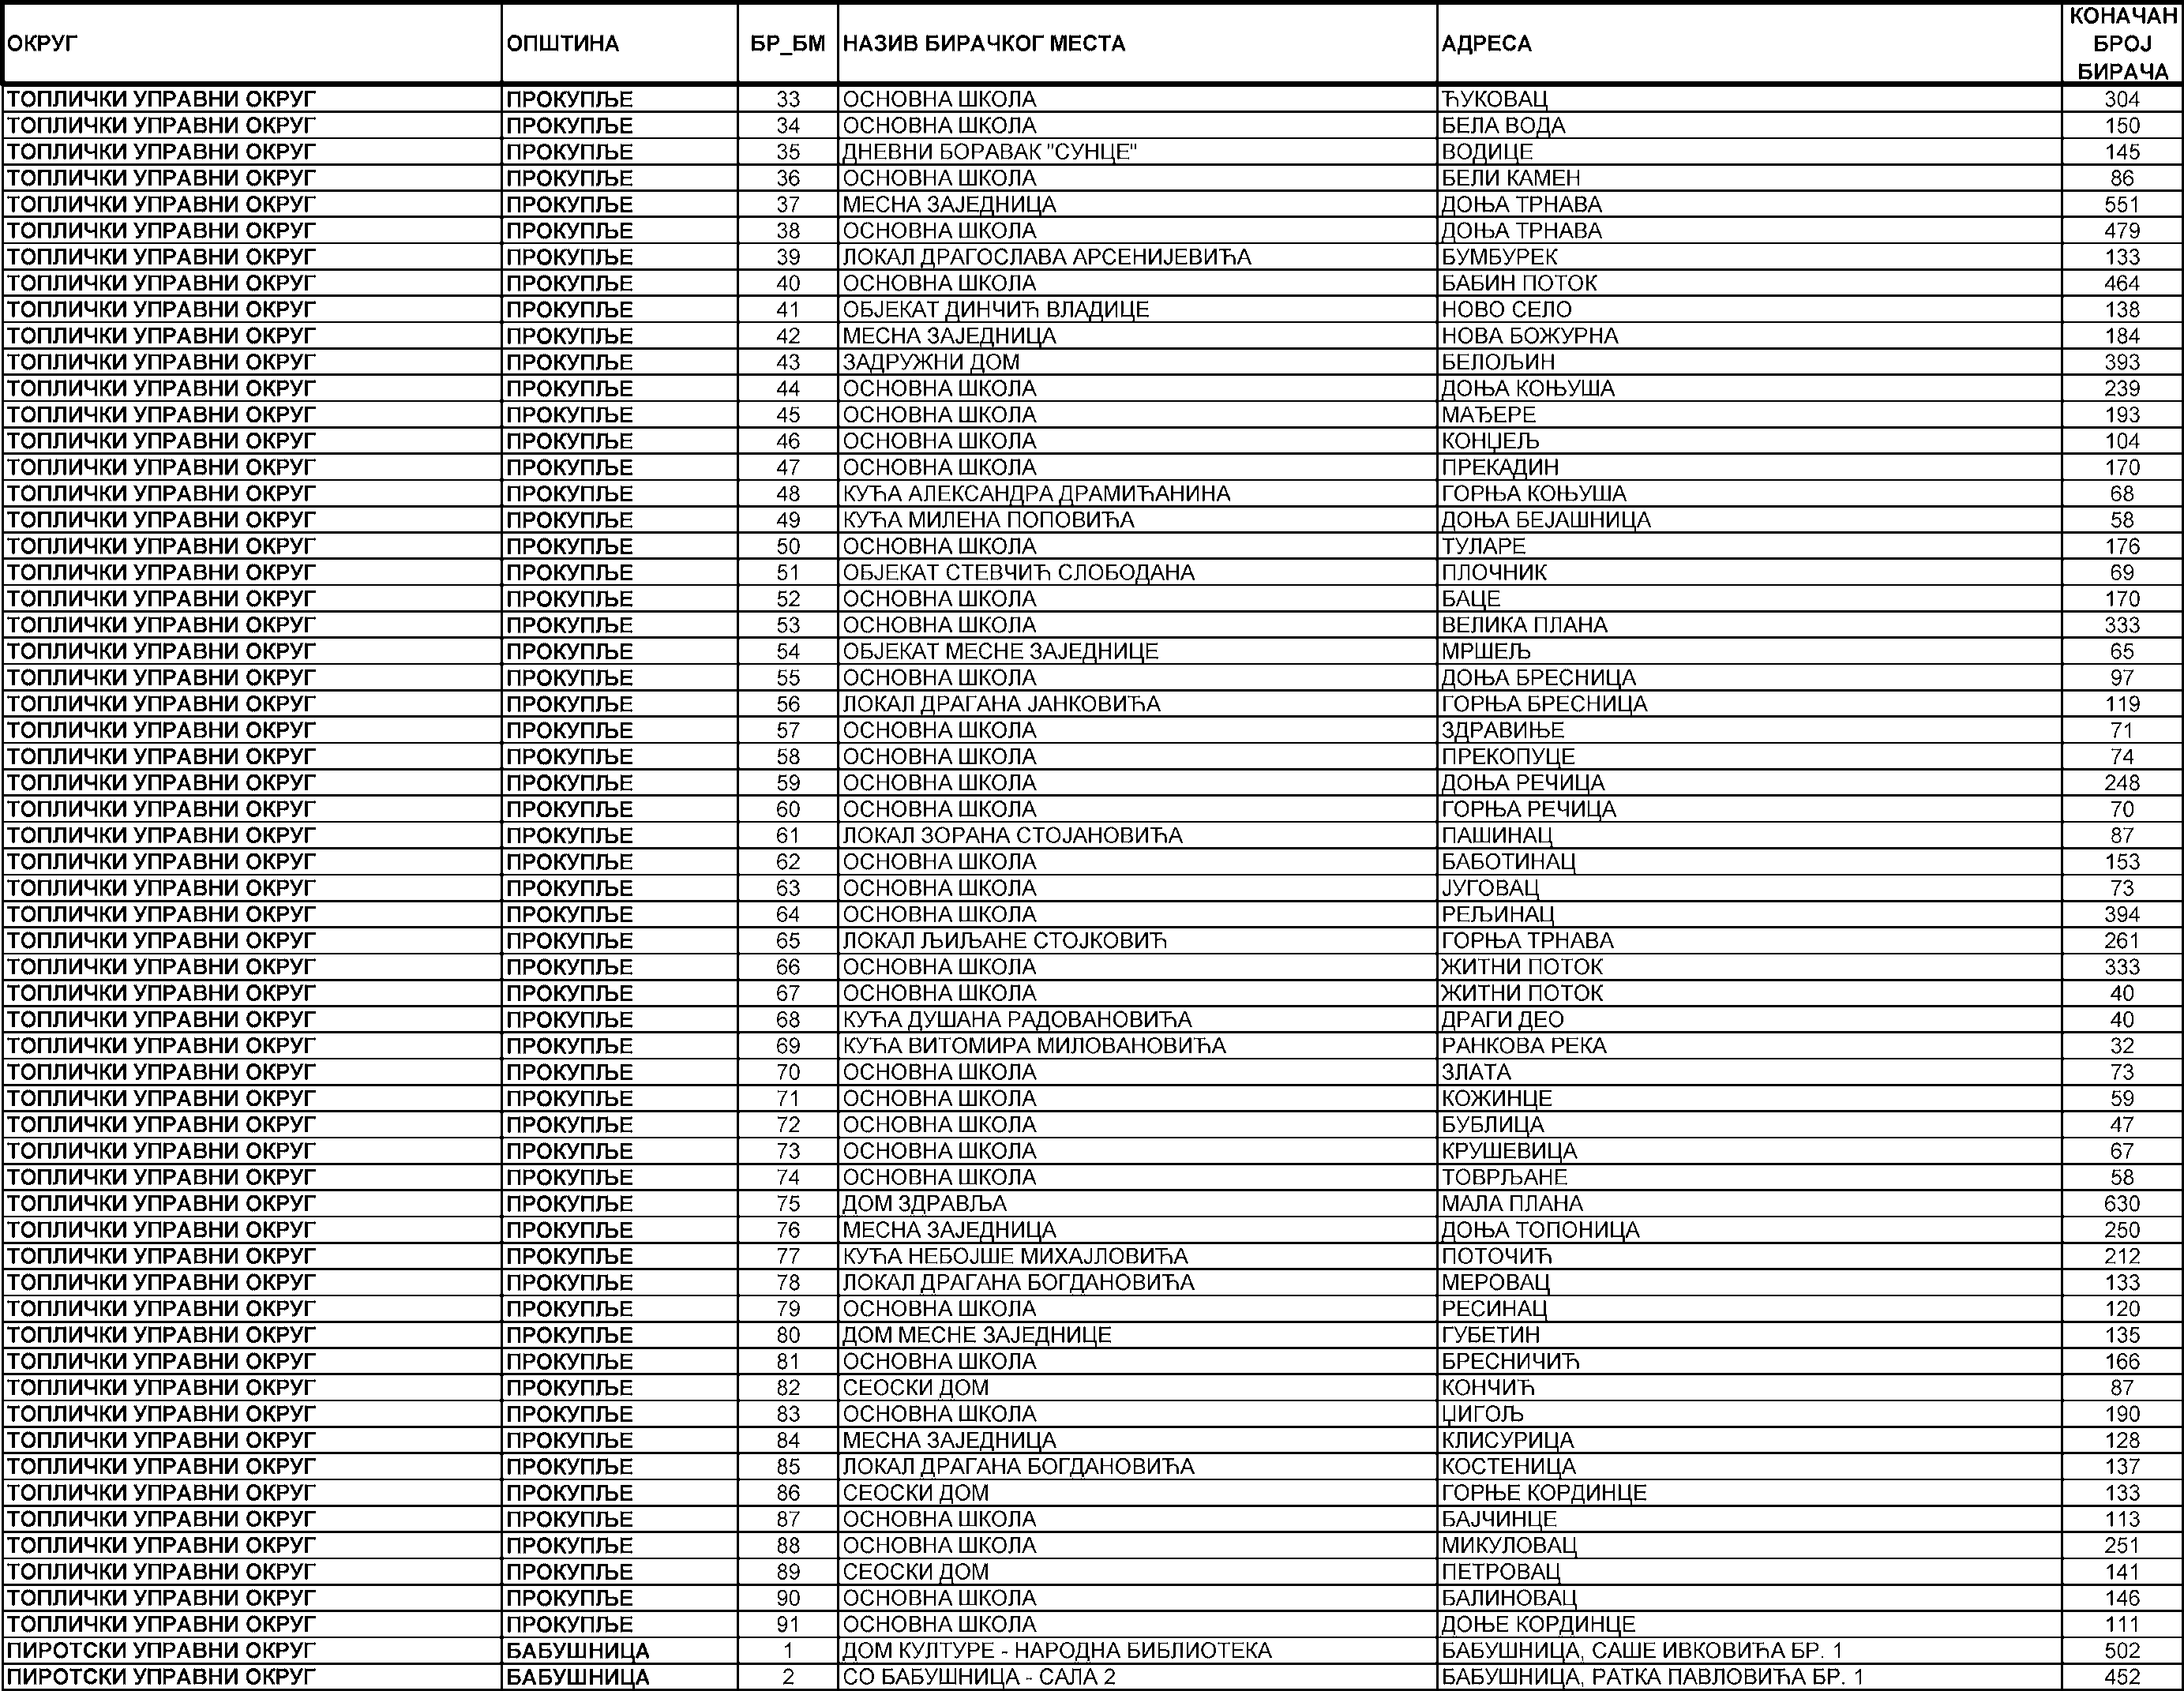 ОКРУГ ОПШТИНА БР_БМ НАЗИВ БИРАЧКОГ МЕСТА АДРЕСА КОНАЧАН БРОЈ БИРАЧА
ТОПЛИЧКИ УПРАВНИ ОКРУГ ПРОКУПЉЕ 33 ОСНОВНА ШКОЛА ЋУКОВАЦ 304
ТОПЛИЧКИ УПРАВНИ ОКРУГ ПРОКУПЉЕ 34 ОСНОВНА ШКОЛА БЕЛА ВОДА 150
ТОПЛИЧКИ УПРАВНИ ОКРУГ ПРОКУПЉЕ 35 ДНЕВНИ БОРАВАК "СУНЦЕ" ВОДИЦЕ 145
ТОПЛИЧКИ УПРАВНИ ОКРУГ ПРОКУПЉЕ 36 ОСНОВНА ШКОЛА БЕЛИ КАМЕН 86
ТОПЛИЧКИ УПРАВНИ ОКРУГ ПРОКУПЉЕ 37 МЕСНА ЗАЈЕДНИЦА ДОЊА ТРНАВА 551
ТОПЛИЧКИ УПРАВНИ ОКРУГ ПРОКУПЉЕ 38 ОСНОВНА ШКОЛА ДОЊА ТРНАВА 479
ТОПЛИЧКИ УПРАВНИ ОКРУГ ПРОКУПЉЕ 39 ЛОКАЛ ДРАГОСЛАВА АРСЕНИЈЕВИЋА БУМБУРЕК 133
ТОПЛИЧКИ УПРАВНИ ОКРУГ ПРОКУПЉЕ 40 ОСНОВНА ШКОЛА БАБИН ПОТОК 464
ТОПЛИЧКИ УПРАВНИ ОКРУГ ПРОКУПЉЕ 41 ОБЈЕКАТ ДИНЧИЋ ВЛАДИЦЕ НОВО СЕЛО 138
ТОПЛИЧКИ УПРАВНИ ОКРУГ ПРОКУПЉЕ 42 МЕСНА ЗАЈЕДНИЦА НОВА БОЖУРНА 184
ТОПЛИЧКИ УПРАВНИ ОКРУГ ПРОКУПЉЕ 43 ЗАДРУЖНИ ДОМ БЕЛОЉИН 393
ТОПЛИЧКИ УПРАВНИ ОКРУГ ПРОКУПЉЕ 44 ОСНОВНА ШКОЛА ДОЊА КОЊУША 239
ТОПЛИЧКИ УПРАВНИ ОКРУГ ПРОКУПЉЕ 45 ОСНОВНА ШКОЛА МАЂЕРЕ 193
ТОПЛИЧКИ УПРАВНИ ОКРУГ ПРОКУПЉЕ 46 ОСНОВНА ШКОЛА КОНЏЕЉ 104
ТОПЛИЧКИ УПРАВНИ ОКРУГ ПРОКУПЉЕ 47 ОСНОВНА ШКОЛА ПРЕКАДИН 170
ТОПЛИЧКИ УПРАВНИ ОКРУГ ПРОКУПЉЕ 48 КУЋА АЛЕКСАНДРА ДРАМИЋАНИНА ГОРЊА КОЊУША 68
ТОПЛИЧКИ УПРАВНИ ОКРУГ ПРОКУПЉЕ 49 КУЋА МИЛЕНА ПОПОВИЋА ДОЊА БЕЈАШНИЦА 58
ТОПЛИЧКИ УПРАВНИ ОКРУГ ПРОКУПЉЕ 50 ОСНОВНА ШКОЛА ТУЛАРЕ 176
ТОПЛИЧКИ УПРАВНИ ОКРУГ ПРОКУПЉЕ 51 ОБЈЕКАТ СТЕВЧИЋ СЛОБОДАНА ПЛОЧНИК 69
ТОПЛИЧКИ УПРАВНИ ОКРУГ ПРОКУПЉЕ 52 ОСНОВНА ШКОЛА БАЦЕ 170
ТОПЛИЧКИ УПРАВНИ ОКРУГ ПРОКУПЉЕ 53 ОСНОВНА ШКОЛА ВЕЛИКА ПЛАНА 333
ТОПЛИЧКИ УПРАВНИ ОКРУГ ПРОКУПЉЕ 54 ОБЈЕКАТ МЕСНЕ ЗАЈЕДНИЦЕ МРШЕЉ 65
ТОПЛИЧКИ УПРАВНИ ОКРУГ ПРОКУПЉЕ 55 ОСНОВНА ШКОЛА ДОЊА БРЕСНИЦА 97
ТОПЛИЧКИ УПРАВНИ ОКРУГ ПРОКУПЉЕ 56 ЛОКАЛ ДРАГАНА ЈАНКОВИЋА ГОРЊА БРЕСНИЦА 119
ТОПЛИЧКИ УПРАВНИ ОКРУГ ПРОКУПЉЕ 57 ОСНОВНА ШКОЛА ЗДРАВИЊЕ 71
ТОПЛИЧКИ УПРАВНИ ОКРУГ ПРОКУПЉЕ 58 ОСНОВНА ШКОЛА ПРЕКОПУЦЕ 74
ТОПЛИЧКИ УПРАВНИ ОКРУГ ПРОКУПЉЕ 59 ОСНОВНА ШКОЛА ДОЊА РЕЧИЦА 248
ТОПЛИЧКИ УПРАВНИ ОКРУГ ПРОКУПЉЕ 60 ОСНОВНА ШКОЛА ГОРЊА РЕЧИЦА 70
ТОПЛИЧКИ УПРАВНИ ОКРУГ ПРОКУПЉЕ 61 ЛОКАЛ ЗОРАНА СТОЈАНОВИЋА ПАШИНАЦ 87
ТОПЛИЧКИ УПРАВНИ ОКРУГ ПРОКУПЉЕ 62 ОСНОВНА ШКОЛА БАБОТИНАЦ 153
ТОПЛИЧКИ УПРАВНИ ОКРУГ ПРОКУПЉЕ 63 ОСНОВНА ШКОЛА ЈУГОВАЦ 73
ТОПЛИЧКИ УПРАВНИ ОКРУГ ПРОКУПЉЕ 64 ОСНОВНА ШКОЛА РЕЉИНАЦ 394
ТОПЛИЧКИ УПРАВНИ ОКРУГ ПРОКУПЉЕ 65 ЛОКАЛ ЉИЉАНЕ СТОЈКОВИЋ ГОРЊА ТРНАВА 261
ТОПЛИЧКИ УПРАВНИ ОКРУГ ПРОКУПЉЕ 66 ОСНОВНА ШКОЛА ЖИТНИ ПОТОК 333
ТОПЛИЧКИ УПРАВНИ ОКРУГ ПРОКУПЉЕ 67 ОСНОВНА ШКОЛА ЖИТНИ ПОТОК 40
ТОПЛИЧКИ УПРАВНИ ОКРУГ ПРОКУПЉЕ 68 КУЋА ДУШАНА РАДОВАНОВИЋА ДРАГИ ДЕО 40
ТОПЛИЧКИ УПРАВНИ ОКРУГ ПРОКУПЉЕ 69 КУЋА ВИТОМИРА МИЛОВАНОВИЋА РАНКОВА РЕКА 32
ТОПЛИЧКИ УПРАВНИ ОКРУГ ПРОКУПЉЕ 70 ОСНОВНА ШКОЛА ЗЛАТА 73
ТОПЛИЧКИ УПРАВНИ ОКРУГ ПРОКУПЉЕ 71 ОСНОВНА ШКОЛА КОЖИНЦЕ 59
ТОПЛИЧКИ УПРАВНИ ОКРУГ ПРОКУПЉЕ 72 ОСНОВНА ШКОЛА БУБЛИЦА 47
ТОПЛИЧКИ УПРАВНИ ОКРУГ ПРОКУПЉЕ 73 ОСНОВНА ШКОЛА КРУШЕВИЦА 67
ТОПЛИЧКИ УПРАВНИ ОКРУГ ПРОКУПЉЕ 74 ОСНОВНА ШКОЛА ТОВРЉАНЕ 58
ТОПЛИЧКИ УПРАВНИ ОКРУГ ПРОКУПЉЕ 75 ДОМ ЗДРАВЉА МАЛА ПЛАНА 630
ТОПЛИЧКИ УПРАВНИ ОКРУГ ПРОКУПЉЕ 76 МЕСНА ЗАЈЕДНИЦА ДОЊА ТОПОНИЦА 250
ТОПЛИЧКИ УПРАВНИ ОКРУГ ПРОКУПЉЕ 77 КУЋА НЕБОЈШЕ МИХАЈЛОВИЋА ПОТОЧИЋ 212
ТОПЛИЧКИ УПРАВНИ ОКРУГ ПРОКУПЉЕ 78 ЛОКАЛ ДРАГАНА БОГДАНОВИЋА МЕРОВАЦ 133
ТОПЛИЧКИ УПРАВНИ ОКРУГ ПРОКУПЉЕ 79 ОСНОВНА ШКОЛА РЕСИНАЦ 120
ТОПЛИЧКИ УПРАВНИ ОКРУГ ПРОКУПЉЕ 80 ДОМ МЕСНЕ ЗАЈЕДНИЦЕ ГУБЕТИН 135
ТОПЛИЧКИ УПРАВНИ ОКРУГ ПРОКУПЉЕ 81 ОСНОВНА ШКОЛА БРЕСНИЧИЋ 166
ТОПЛИЧКИ УПРАВНИ ОКРУГ ПРОКУПЉЕ 82 СЕОСКИ ДОМ КОНЧИЋ 87
ТОПЛИЧКИ УПРАВНИ ОКРУГ ПРОКУПЉЕ 83 ОСНОВНА ШКОЛА ЏИГОЉ 190
ТОПЛИЧКИ УПРАВНИ ОКРУГ ПРОКУПЉЕ 84 МЕСНА ЗАЈЕДНИЦА КЛИСУРИЦА 128
ТОПЛИЧКИ УПРАВНИ ОКРУГ ПРОКУПЉЕ 85 ЛОКАЛ ДРАГАНА БОГДАНОВИЋА КОСТЕНИЦА 137
ТОПЛИЧКИ УПРАВНИ ОКРУГ ПРОКУПЉЕ 86 СЕОСКИ ДОМ ГОРЊЕ КОРДИНЦЕ 133
ТОПЛИЧКИ УПРАВНИ ОКРУГ ПРОКУПЉЕ 87 ОСНОВНА ШКОЛА БАЈЧИНЦЕ 113
ТОПЛИЧКИ УПРАВНИ ОКРУГ ПРОКУПЉЕ 88 ОСНОВНА ШКОЛА МИКУЛОВАЦ 251
ТОПЛИЧКИ УПРАВНИ ОКРУГ ПРОКУПЉЕ 89 СЕОСКИ ДОМ ПЕТРОВАЦ 141
ТОПЛИЧКИ УПРАВНИ ОКРУГ ПРОКУПЉЕ 90 ОСНОВНА ШКОЛА БАЛИНОВАЦ 146
ТОПЛИЧКИ УПРАВНИ ОКРУГ ПРОКУПЉЕ 91 ОСНОВНА ШКОЛА ДОЊЕ КОРДИНЦЕ 111
ПИРОТСКИ УПРАВНИ ОКРУГ БАБУШНИЦА 1 ДОМ КУЛТУРЕ - НАРОДНА БИБЛИОТЕКА БАБУШНИЦА, САШЕ ИВКОВИЋА БР. 1 502
ПИРОТСКИ УПРАВНИ ОКРУГ БАБУШНИЦА 2 СО БАБУШНИЦА - САЛА 2 БАБУШНИЦА, РАТКА ПАВЛОВИЋА БР. 1 452